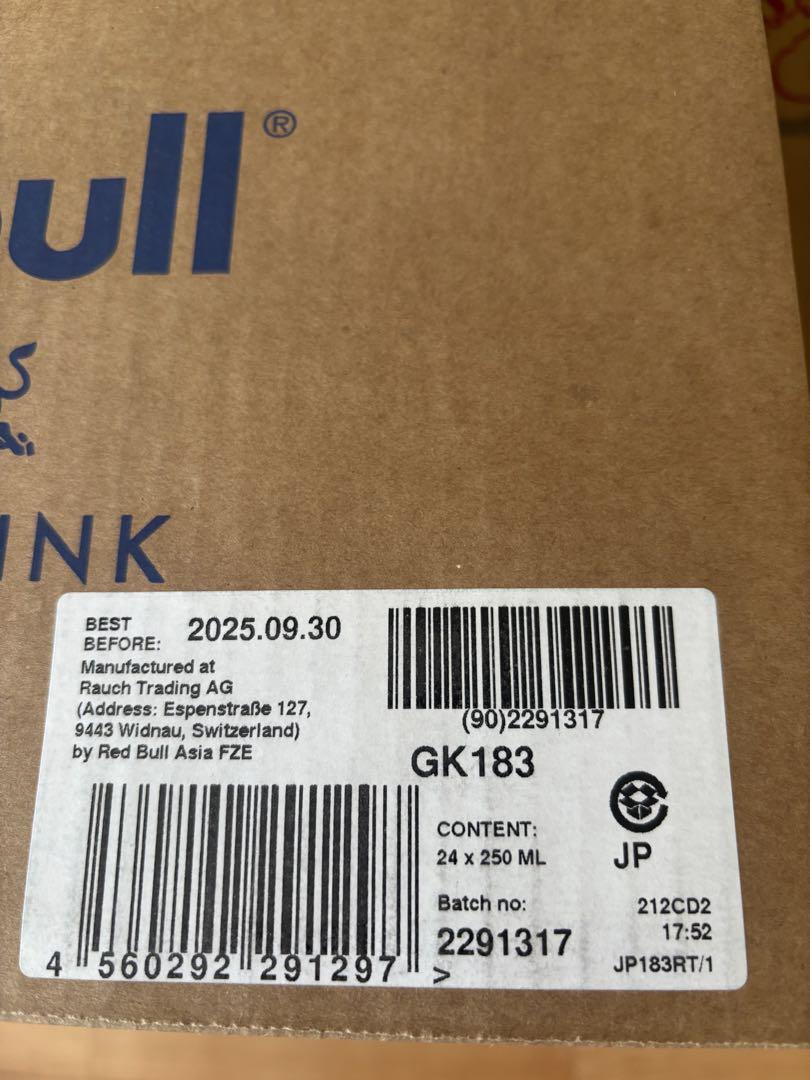 ull®
INK
BEST BEFORE: 2025.09.30
Manufactured at
Rauch Trading AG
(Address: Espenstraße 127,
9443 Widnau, Switzerland)
by Red Bull Asia FZE
(90)2291317
GK183
CONTENT:
24 x 250 ML
JP
Batch no:
2291317
212CD2
17:52
JP183RT/1
4 560292 291297 >